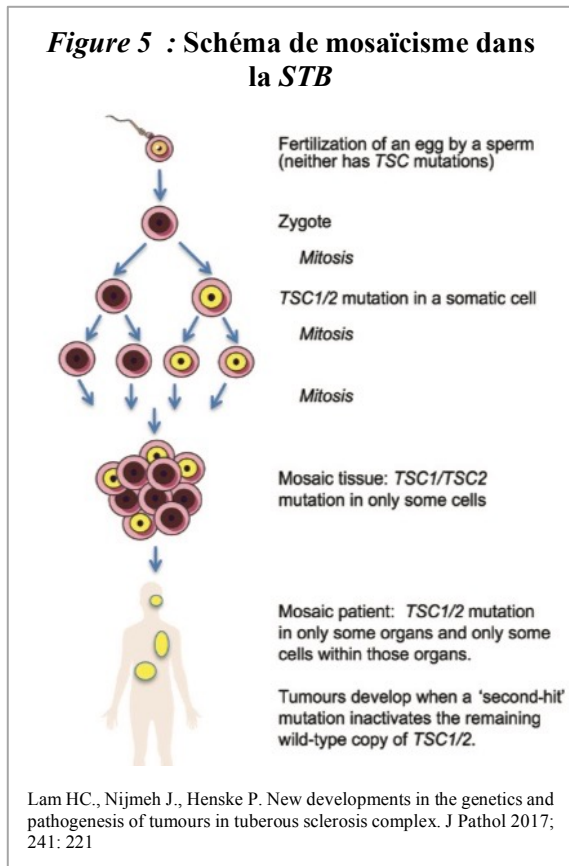 Figure 5 : Schéma de mosaïcisme dans
la STB
Fertilization of an egg by a sperm
(neither has TSC mutations)
Zygote
Mitosis
TSC1/2 mutation in a somatic cell
Mitosis
Mitosis
Mosaic tissue: TSC1/TSC2
mutation in only some cells
Mosaic patient: TSC1/2 mutation
in only some organs and only some
cells within those organs.
Tumours develop when a ‘second-hit’
mutation inactivates the remaining
wild-type copy of TSC1/2.
Lam HC., Nijmeh J., Henske P. New developments in the genetics and
pathogenesis of tumours in tuberous sclerosis complex. J Pathol 2017;
241: 221